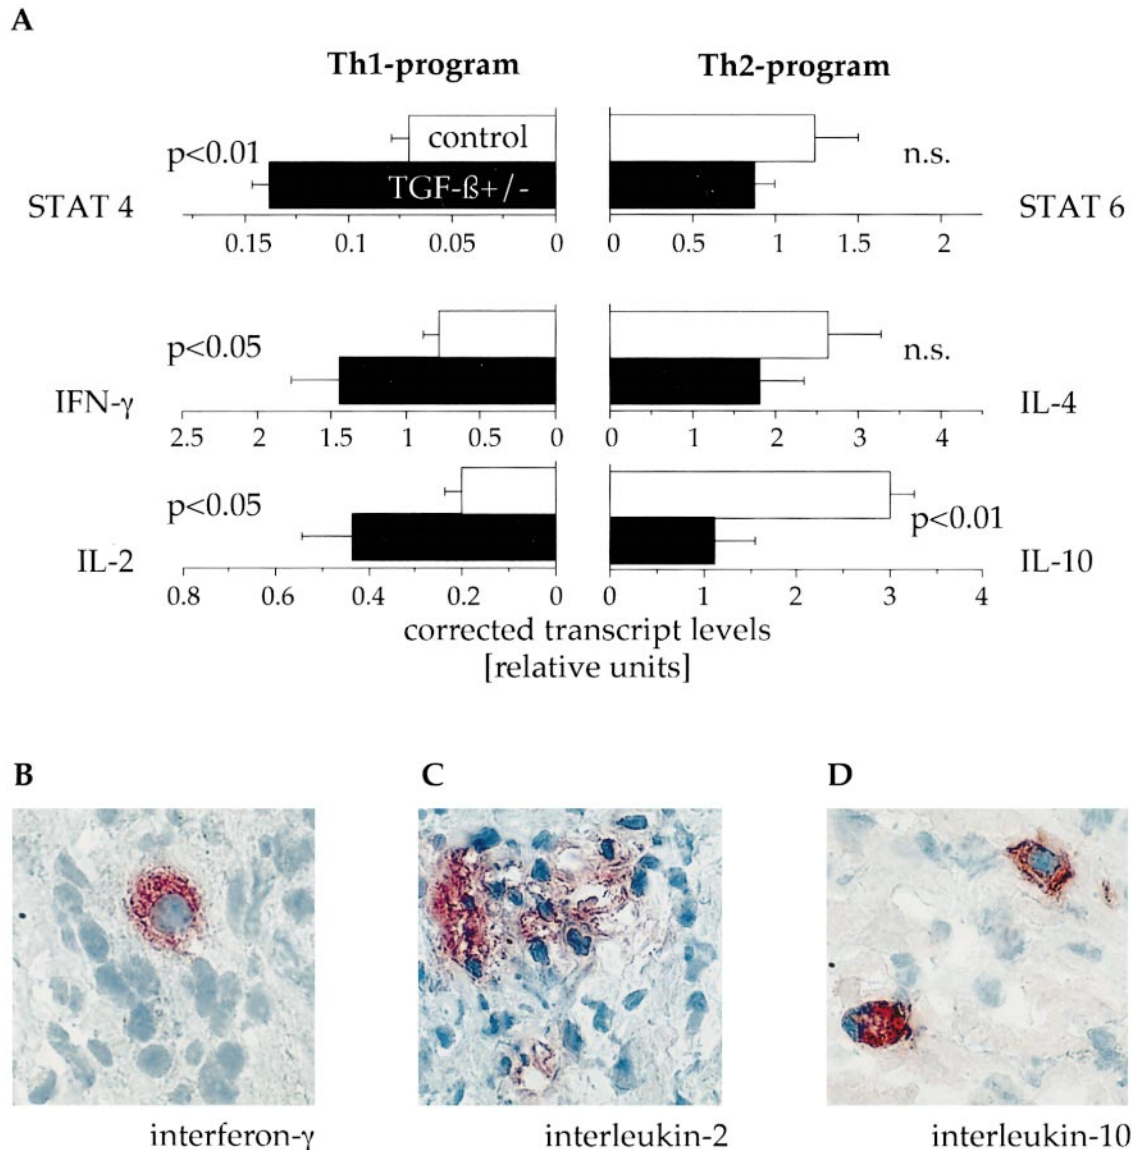 A
Th1-program Th2-program
control
p<0.01 n.s.
TGF-ß+/-
STAT 4 STAT 6
0.15 0.1 0.05 0 0 0.5 1 1.5 2
p<0.05 n.s.
IFN-γ IL-4
2.5 2 1.5 1 0.5 0 0 1 2 3 4
p<0.05 p<0.01
IL-2 IL-10
0.8 0.6 0.4 0.2 0 0 1 2 3 4
corrected transcript levels
[relative units]
B C D
interferon-γ interleukin-2 interleukin-10